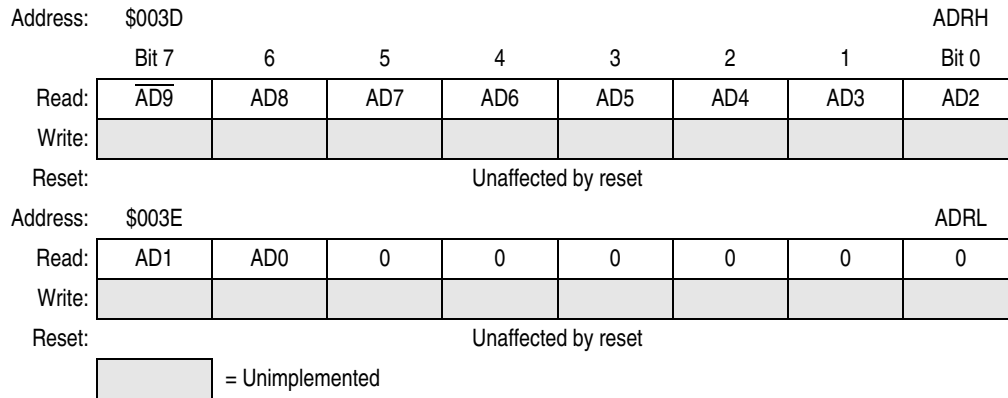 Address: $003D ADRH
Bit 7 6 5 4 3 2 1 Bit 0
Read: A̅D̅9̅ AD8 AD7 AD6 AD5 AD4 AD3 AD2
Write:
Reset: Unaffected by reset
Address: $003E ADRL
Read: AD1 AD0 0 0 0 0 0 0
Write:
Reset: Unaffected by reset
= Unimplemented